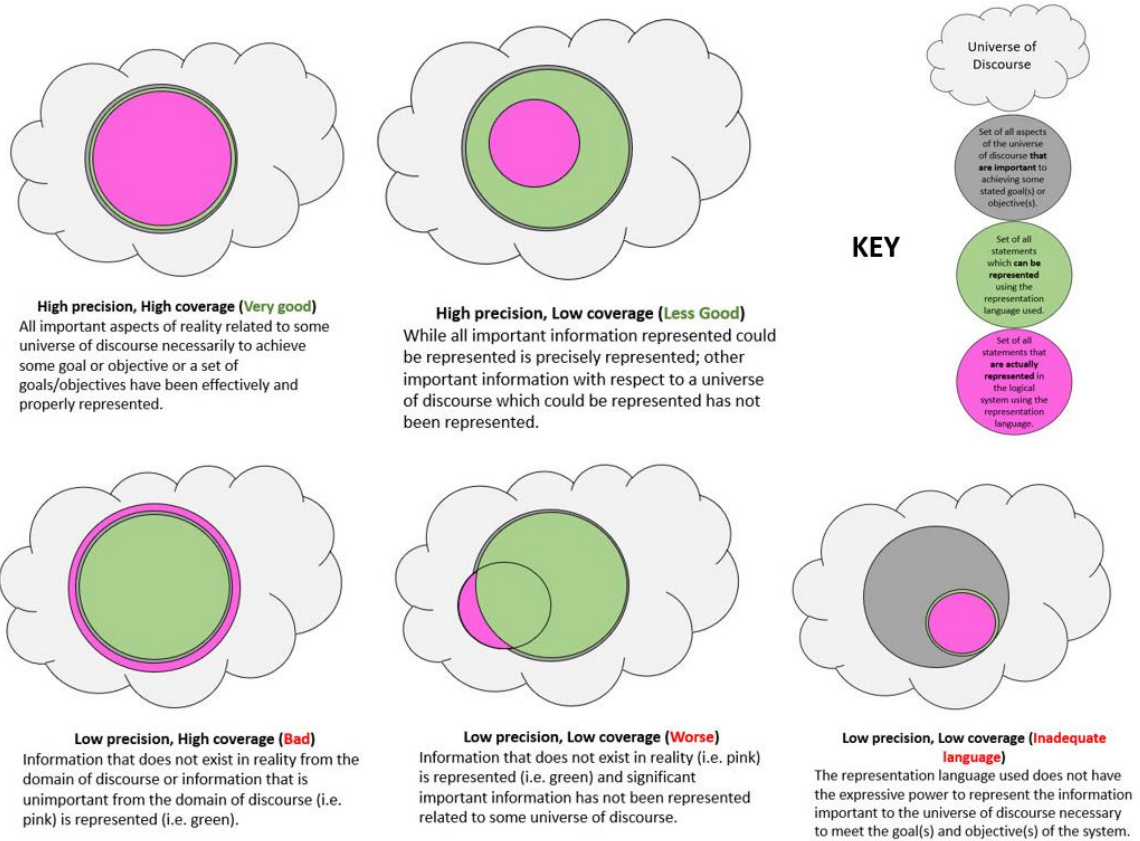 Universe of
Discourse
Set of all aspects
of the universe
of discourse that
are important to
achieving some
stated goal(s) or
objective(s).
KEY
Set of all
statements
which can be
represented
using the
representation
language used.
Set of all
statements that
are actually
represented in
the logical
system using the
representation
language.
High precision, High coverage (Very good)
All important aspects of reality related to some
universe of discourse necessarily to achieve
some goal or objective or a set of
goals/objectives have been effectively and
properly represented.
High precision, Low coverage (Less Good)
While all important information represented could
be represented is precisely represented; other
important information with respect to a universe
of discourse which could be represented has not
been represented.
Low precision, High coverage (Bad)
Information that does not exist in reality from the
domain of discourse or information that is
unimportant from the domain of discourse (i.e.
pink) is represented (i.e. green).
Low precision, Low coverage (Worse)
Information that does not exist in reality (i.e. pink)
is represented (i.e. green) and significant
important information has not been represented
related to some universe of discourse.
Low precision, Low coverage (Inadequate
language)
The representation language used does not have
the expressive power to represent the information
important to the universe of discourse necessary
to meet the goal(s) and objective(s) of the system.